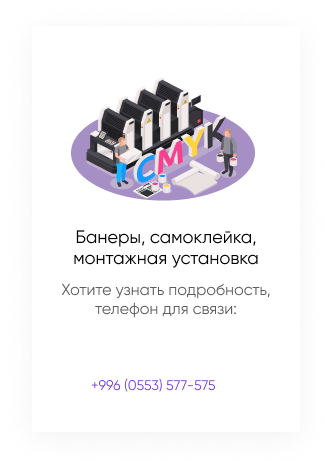 CMYK
Банеры, самоклейка,
монтажная установка
Хотите узнать подробность,
телефон для связи:
+996 (0553) 577-575